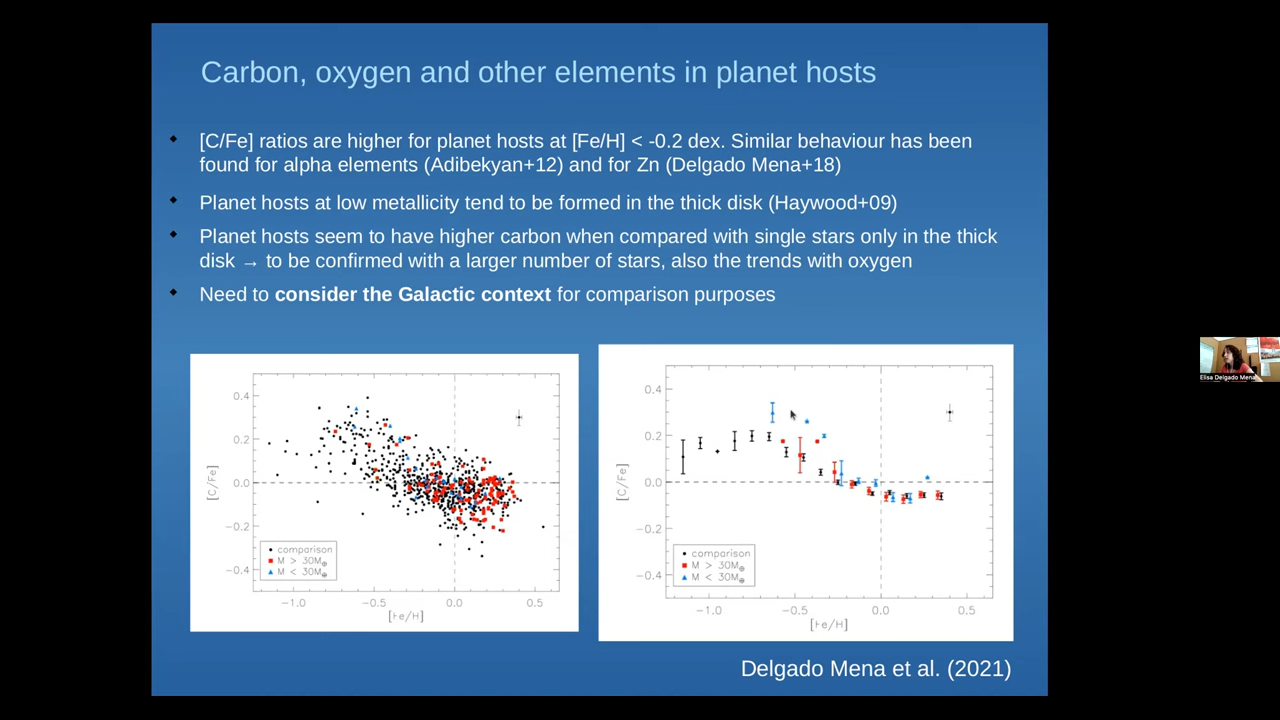 Carbon, oxygen and other elements in planet hosts
[C/Fe] ratios are higher for planet hosts at [Fe/H] < -0.2 dex. Similar behaviour has been
found for alpha elements (Adibekyan+12) and for Zn (Delgado Mena+18)
Planet hosts at low metallicity tend to be formed in the thick disk (Haywood+09)
Planet hosts seem to have higher carbon when compared with single stars only in the thick
disk → to be confirmed with a larger number of stars, also the trends with oxygen
Need to consider the Galactic context for comparison purposes
0.4
0.2
0.0
−0.2
−0.4
[C/Fe]
comparison
M > 30M⊕
M < 30M⊕
−1.0 −0.5 0.0 0.5
[Fe/H]
0.4
0.2
0.0
−0.2
−0.4
[C/Fe]
comparison
M > 30M⊕
M < 30M⊕
−1.0 −0.5 0.0 0.5
[Fe/H]
Delgado Mena et al. (2021)
Elisa Delgado Mena